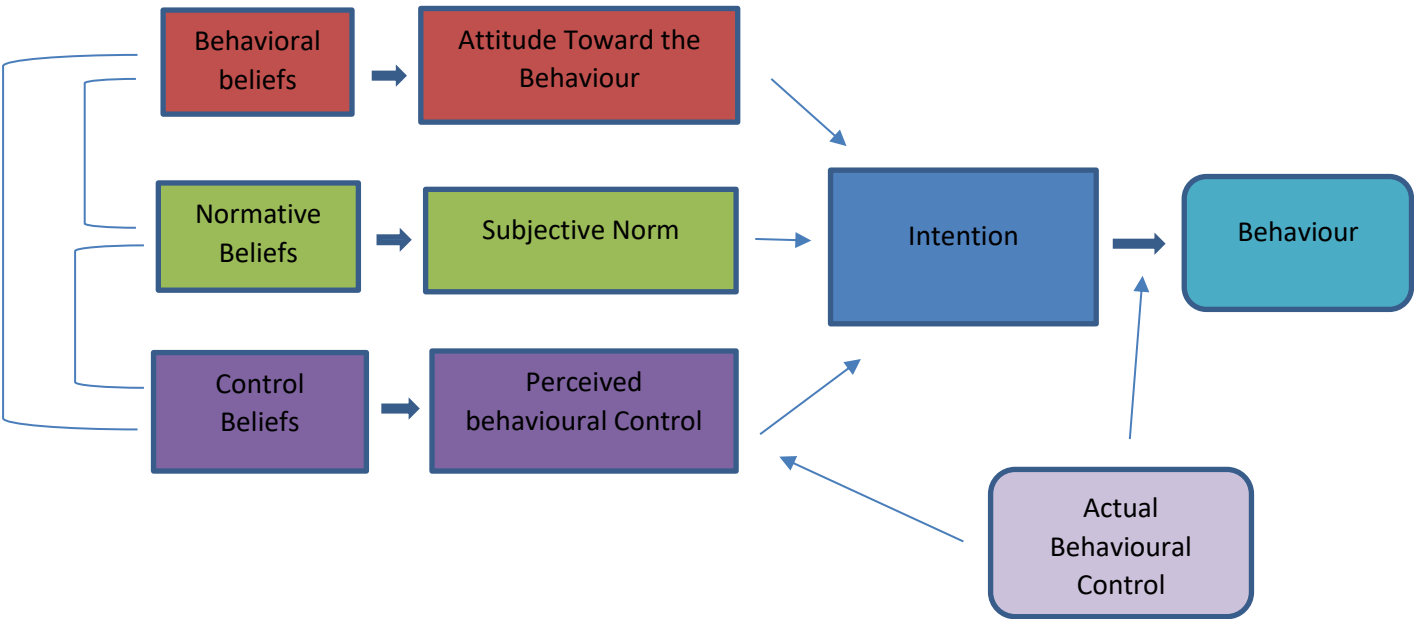 Behavioral
beliefs
Attitude Toward the
Behaviour
Normative
Beliefs
Subjective Norm
Intention
Behaviour
Control
Beliefs
Perceived
behavioural Control
Actual
Behavioural
Control